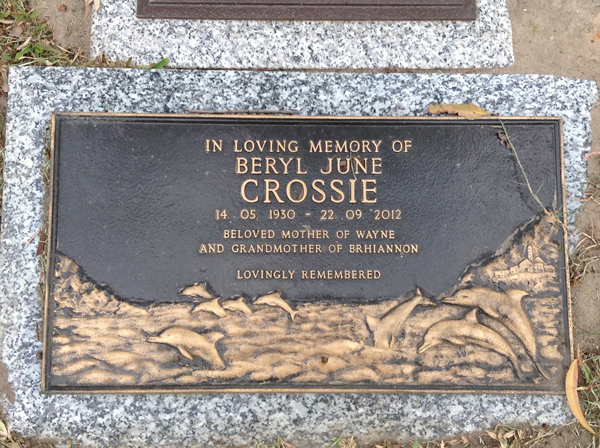 IN LOVING MEMORY OF
BERYL JUNE
CROSSIE
14 . 05 . 1930 - 22 . 09 . 2012
BELOVED MOTHER OF WAYNE
AND GRANDMOTHER OF BRHIANNON
LOVINGLY REMEMBERED